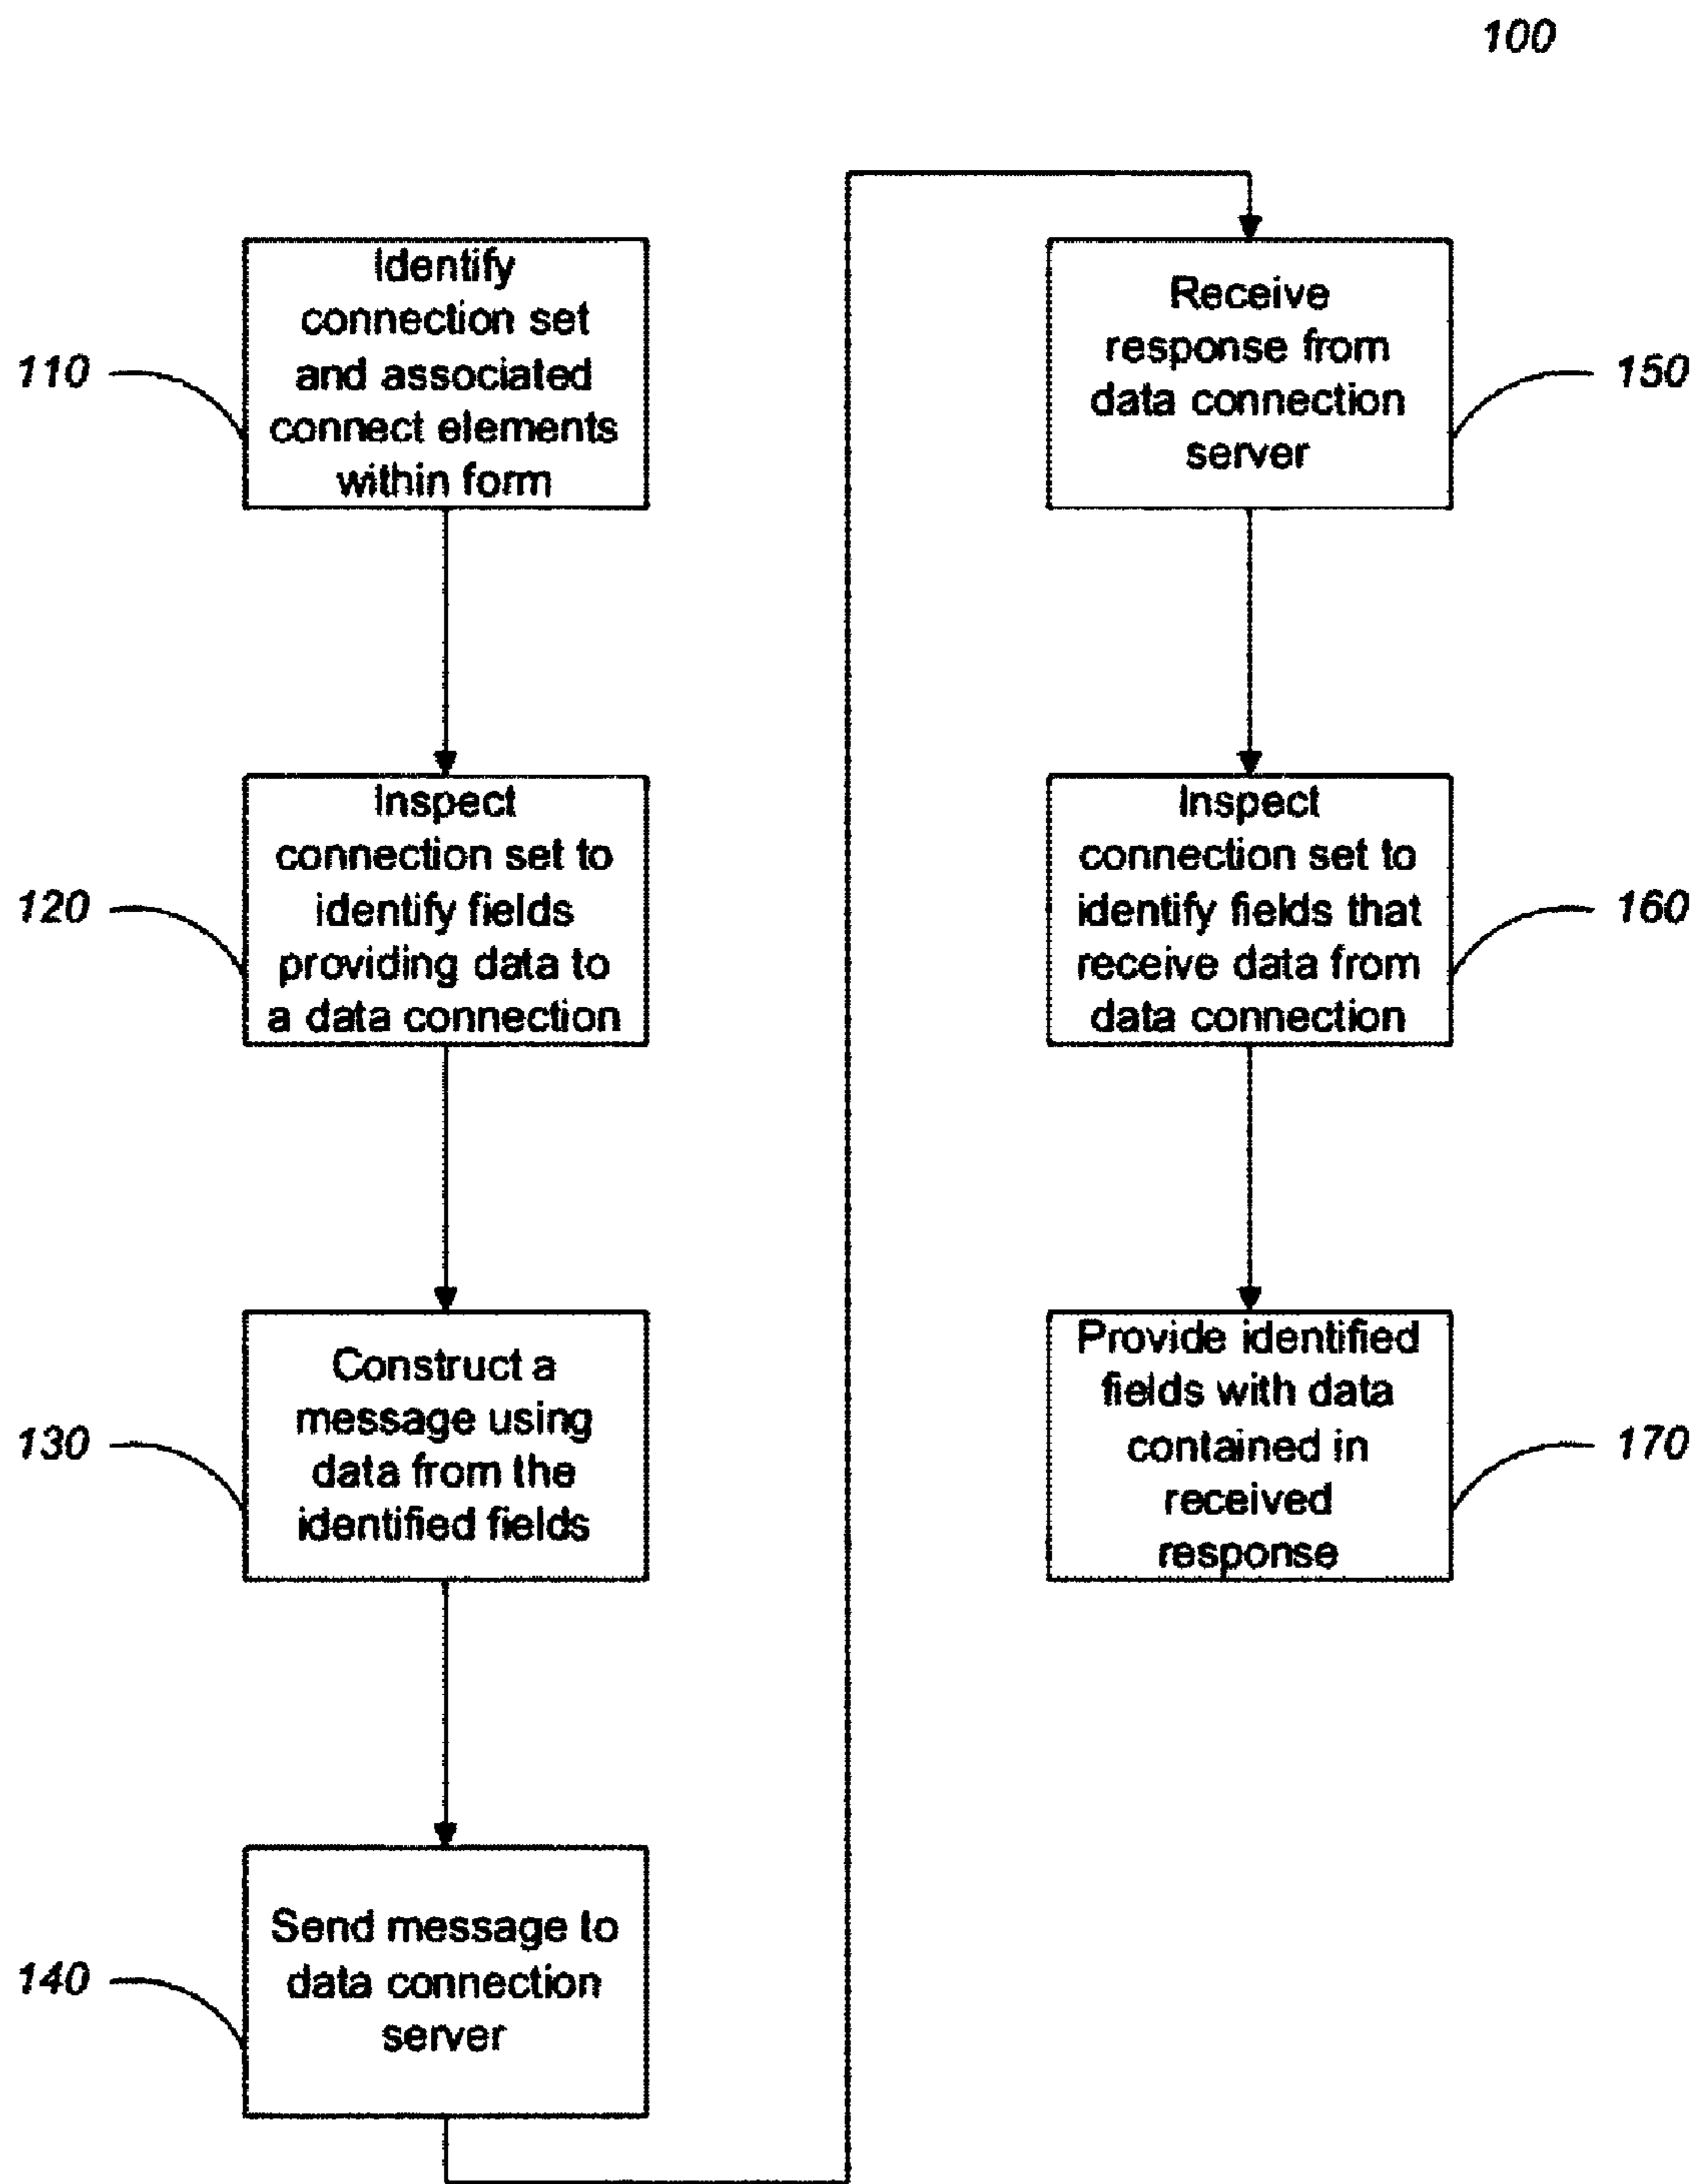 100
110
Identify
connection set
and associated
connect elements
within form
120
Inspect
connection set to
identify fields
providing data to
a data connection
130
Construct a
message using
data from the
identified fields
140
Send message to
data connection
server
Receive
response from
data connection
server
150
Inspect
connection set to
identify fields that
receive data from
data connection
160
Provide identified
fields with data
contained in
received
response
170